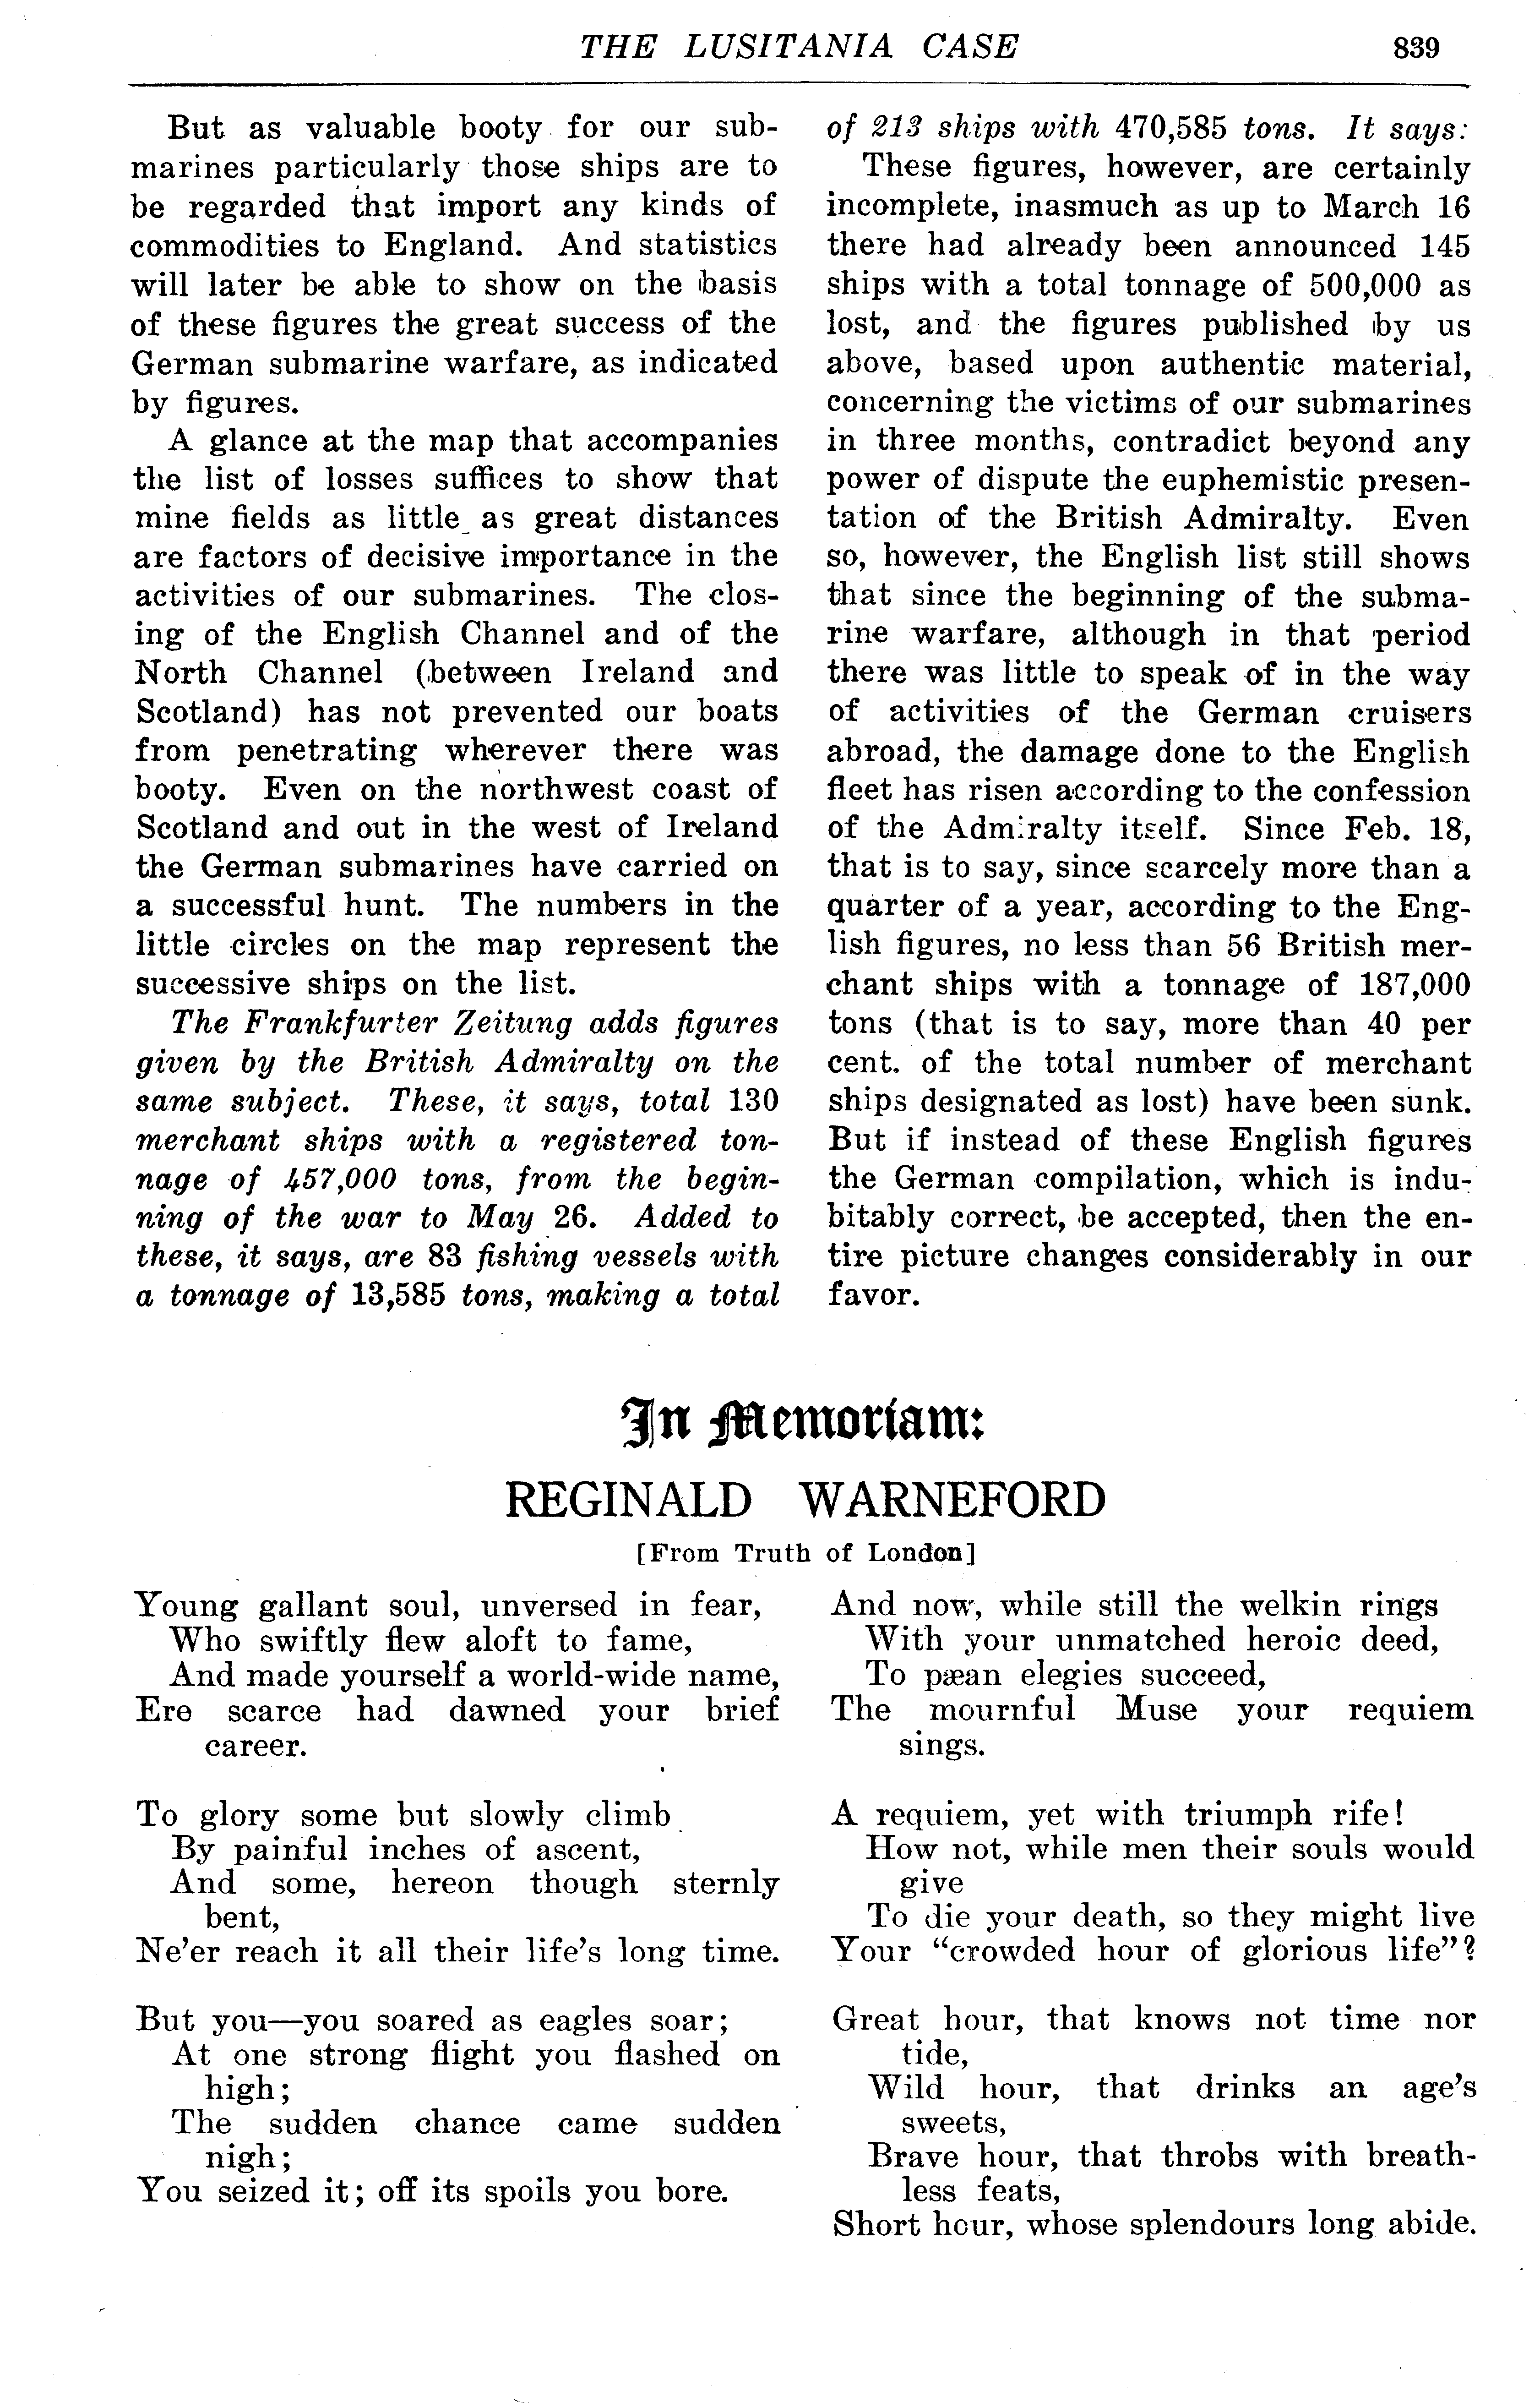 THE LUSITANIA CASE 839
But as valuable booty for our sub-
marines particularly those ships are to
be regarded that import any kinds of
commodities to England. And statistics
will later be able to show on the basis
of these figures the great success of the
German submarine warfare, as indicated
by figures.
A glance at the map that accompanies
the list of losses suffices to show that
mine fields as little as great distances
are factors of decisive importance in the
activities of our submarines. The clos-
ing of the English Channel and of the
North Channel (between Ireland and
Scotland) has not prevented our boats
from penetrating wherever there was
booty. Even on the northwest coast of
Scotland and out in the west of Ireland
the German submarines have carried on
a successful hunt. The numbers in the
little circles on the map represent the
successive ships on the list.
The Frankfurter Zeitung adds figures
given by the British Admiralty on the
same subject. These, it says, total 130
merchant ships with a registered ton-
nage of 457,000 tons, from the begin-
ning of the war to May 26. Added to
these, it says, are 83 fishing vessels with
a tonnage of 13,585 tons, making a total
of 213 ships with 470,585 tons. It says:
These figures, however, are certainly
incomplete, inasmuch as up to March 16
there had already been announced 145
ships with a total tonnage of 500,000 as
lost, and the figures published by us
above, based upon authentic material,
concerning the victims of our submarines
in three months, contradict beyond any
power of dispute the euphemistic presen-
tation of the British Admiralty. Even
so, however, the English list still shows
that since the beginning of the subma-
rine warfare, although in that period
there was little to speak of in the way
of activities of the German cruisers
abroad, the damage done to the English
fleet has risen according to the confession
of the Admiralty itself. Since Feb. 18,
that is to say, since scarcely more than a
quarter of a year, according to the Eng-
lish figures, no less than 56 British mer-
chant ships with a tonnage of 187,000
tons (that is to say, more than 40 per
cent. of the total number of merchant
ships designated as lost) have been sunk.
But if instead of these English figures
the German compilation, which is indu-
bitably correct, be accepted, then the en-
tire picture changes considerably in our
favor.
In Memoriam:
REGINALD WARNEFORD
[From Truth of London]
Young gallant soul, unversed in fear,
Who swiftly flew aloft to fame,
And made yourself a world-wide name,
Ere scarce had dawned your brief
career.
To glory some but slowly climb
By painful inches of ascent,
And some, hereon though sternly
bent,
Ne'er reach it all their life's long time.
But you—you soared as eagles soar;
At one strong flight you flashed on
high;
The sudden chance came sudden
nigh;
You seized it; off its spoils you bore.
And now, while still the welkin rings
With your unmatched heroic deed,
To pæan elegies succeed,
The mournful Muse your requiem
sings.
A requiem, yet with triumph rife!
How not, while men their souls would
give
To die your death, so they might live
Your “crowded hour of glorious life”?
Great hour, that knows not time nor
tide,
Wild hour, that drinks an age's
sweets,
Brave hour, that throbs with breath-
less feats,
Short hour, whose splendours long abide.